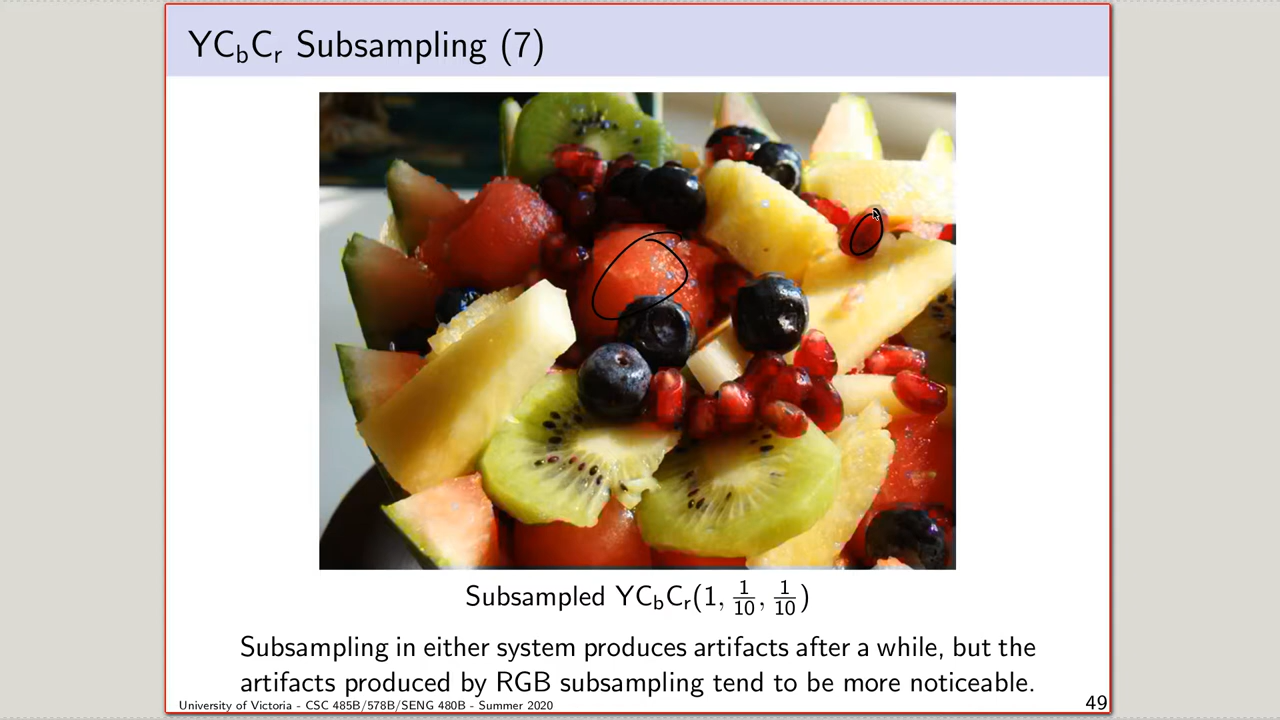 YCbCr Subsampling (7)
Subsampled YCbCr(1, 1/10, 1/10)
Subsampling in either system produces artifacts after a while, but the
artifacts produced by RGB subsampling tend to be more noticeable.
University of Victoria - CSC 485B/578B/SENG 480B - Summer 2020
49